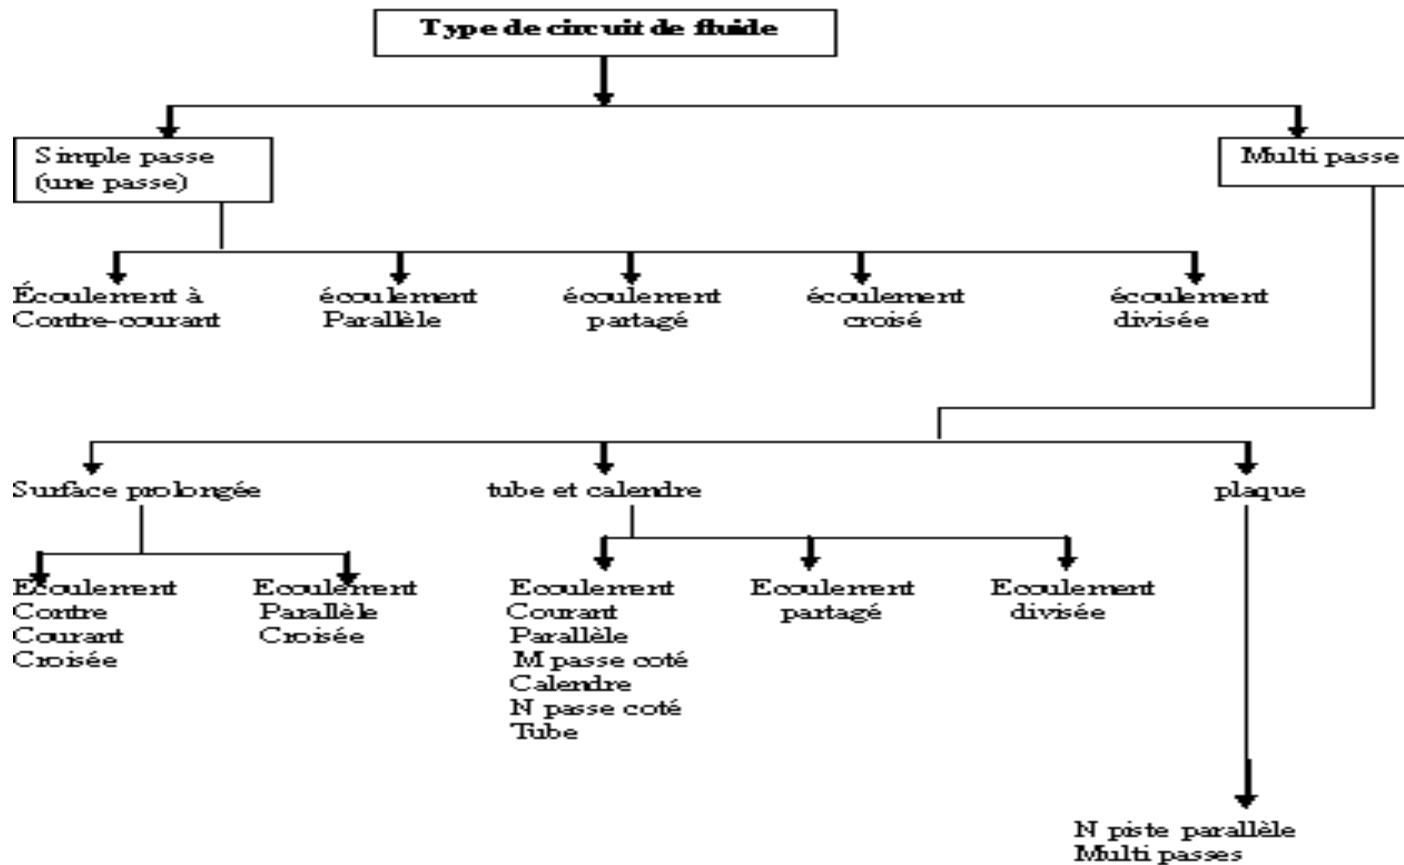 Type de circuit de fluide
Simple passe
(une passe)
Multi passe
Écoulement à
Contre-courant
écoulement
Parallèle
écoulement
partagé
écoulement
croisé
écoulement
divisée
Surface prolongée
tube et calendre
plaque
Ecoulement
Contre
Courant
Croisée
Ecoulement
Parallèle
Croisée
Ecoulement
Courant
Parallèle
M passe coté
Calendre
N passe coté
Tube
Ecoulement
partagé
Ecoulement
divisée
N piste parallèle
Multi passes